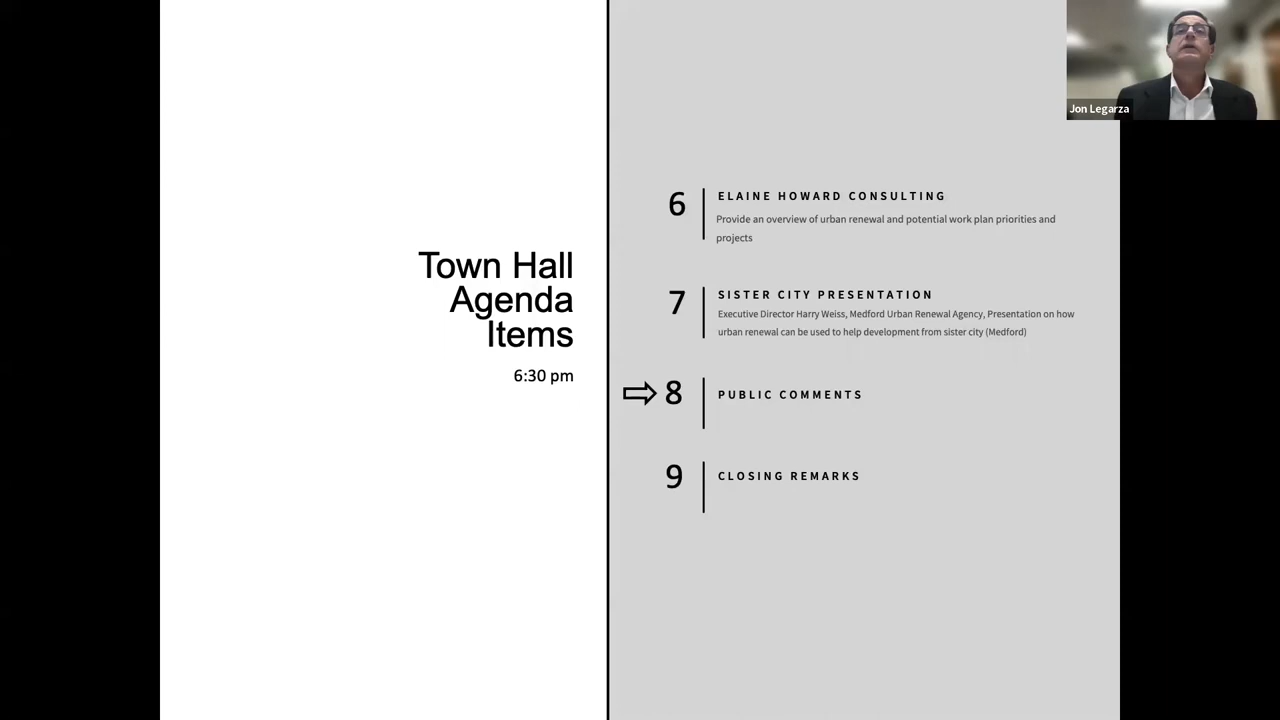 Jon Legarza
Town Hall
Agenda
Items
6:30 pm
6
ELAINE HOWARD CONSULTING
Provide an overview of urban renewal and potential work plan priorities and
projects
7
SISTER CITY PRESENTATION
Executive Director Harry Weiss, Medford Urban Renewal Agency, Presentation on how
urban renewal can be used to help development from sister city (Medford)
8
PUBLIC COMMENTS
9
CLOSING REMARKS